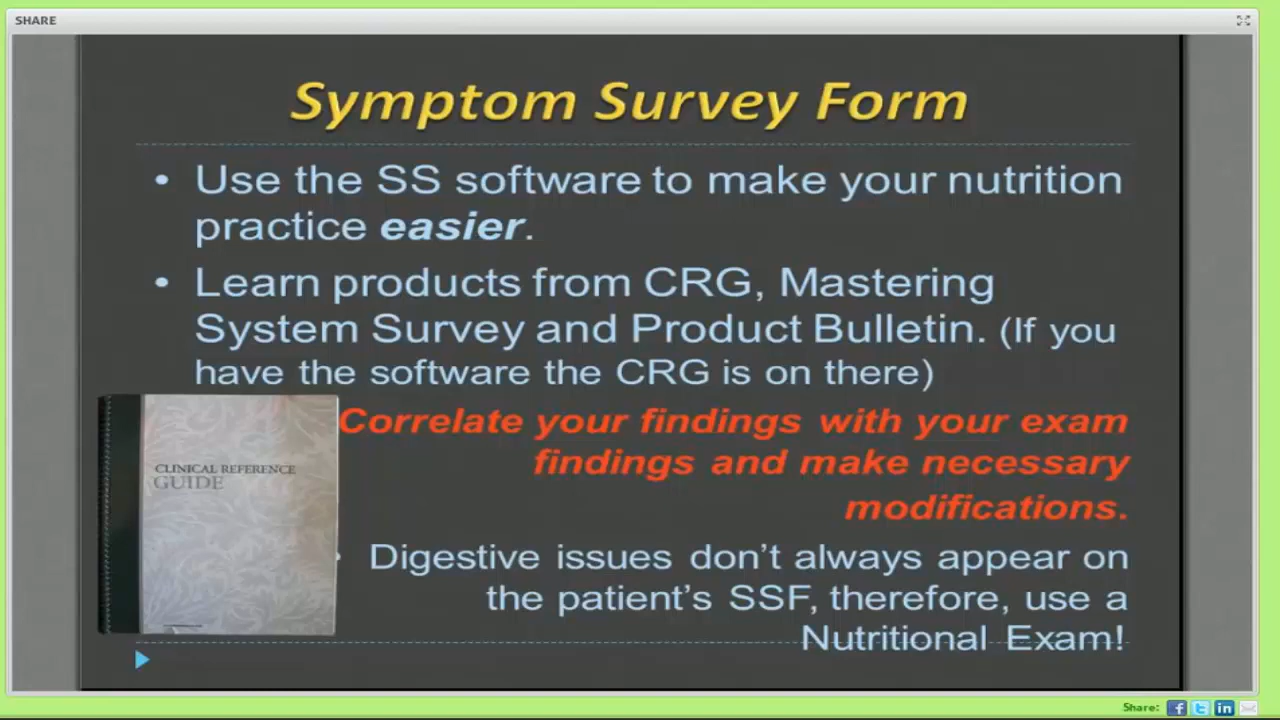 SHARE
Symptom Survey Form
• Use the SS software to make your nutrition
practice easier.
• Learn products from CRG, Mastering
System Survey and Product Bulletin. (If you
have the software the CRG is on there)
Correlate your findings with your exam
findings and make necessary
modifications.
CLINICAL REFERENCE
GUIDE
• Digestive issues don't always appear on
the patient's SSF, therefore, use a
Nutritional Exam!
Share: